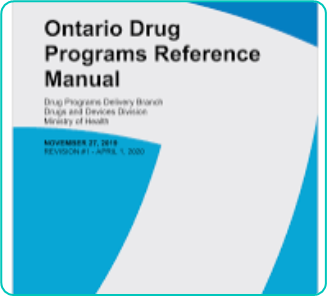 Ontario Drug
Programs Reference
Manual
Drug Programs Delivery Branch
Drugs and Devices Division
Ministry of Health
NOVEMBER 27, 2019
REVISION #1 - APRIL 1, 2020